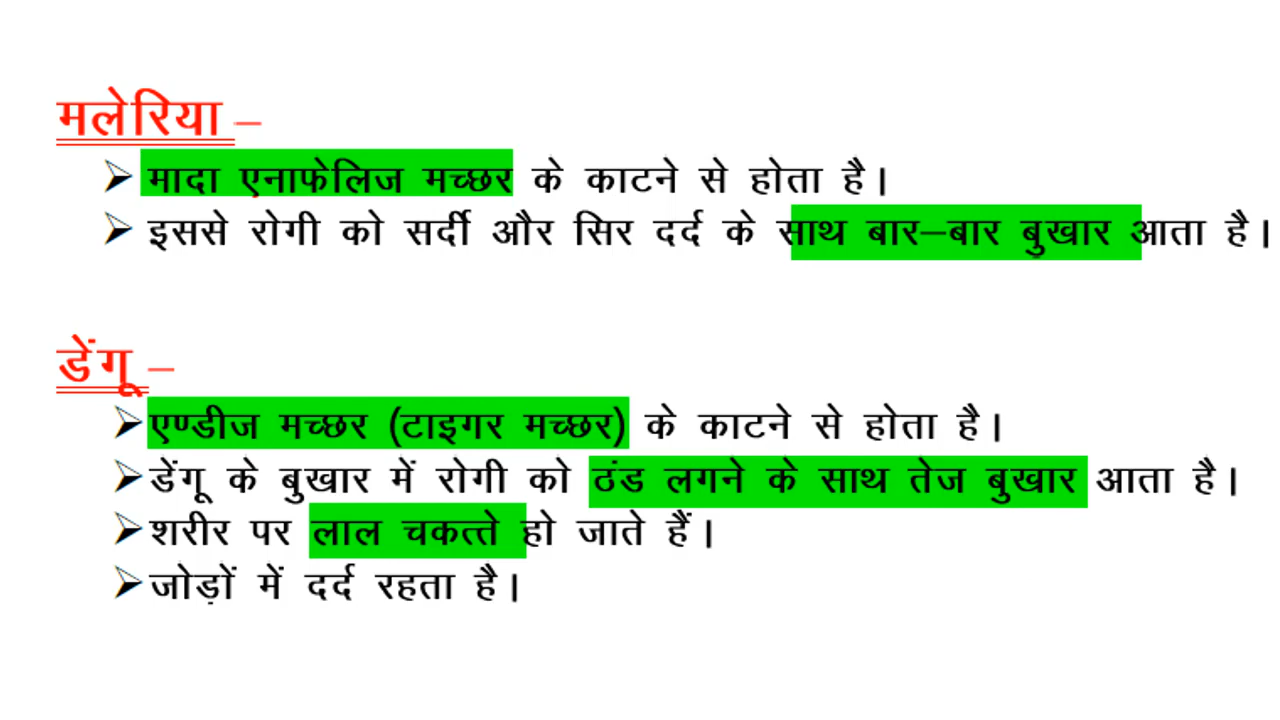 मलेरिया –
➢ मादा एनाफेलिज मच्छर के काटने से होता है।
➢ इससे रोगी को सर्दी और सिर दर्द के साथ बार–बार बुखार आता है।
डेंगू –
➢ एण्डीज मच्छर (टाइगर मच्छर) के काटने से होता है।
➢ डेंगू के बुखार में रोगी को ठंड लगने के साथ तेज बुखार आता है।
➢ शरीर पर लाल चकत्ते हो जाते हैं।
➢ जोड़ों में दर्द रहता है।